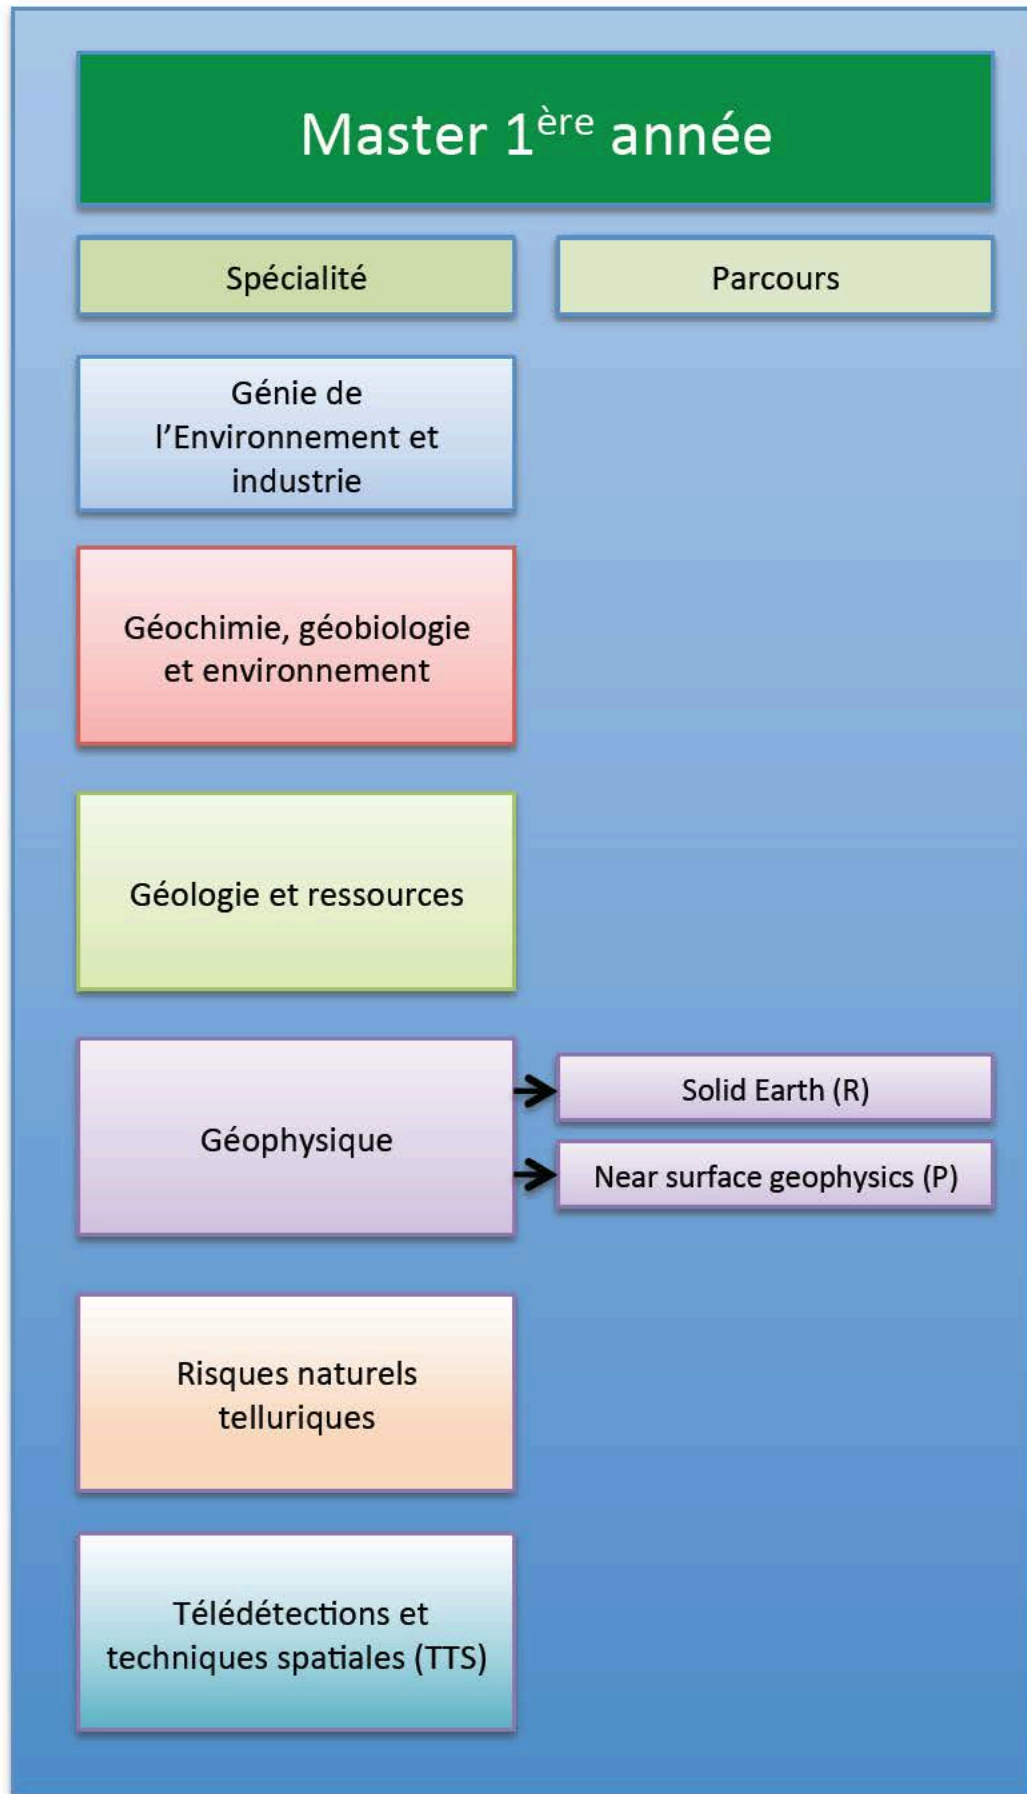 Master 1ère année
Spécialité
Parcours
Génie de
l’Environnement et
industrie
Géochimie, géobiologie
et environnement
Géologie et ressources
Géophysique
Solid Earth (R)
Near surface geophysics (P)
Risques naturels
telluriques
Télédétections et
techniques spatiales (TTS)